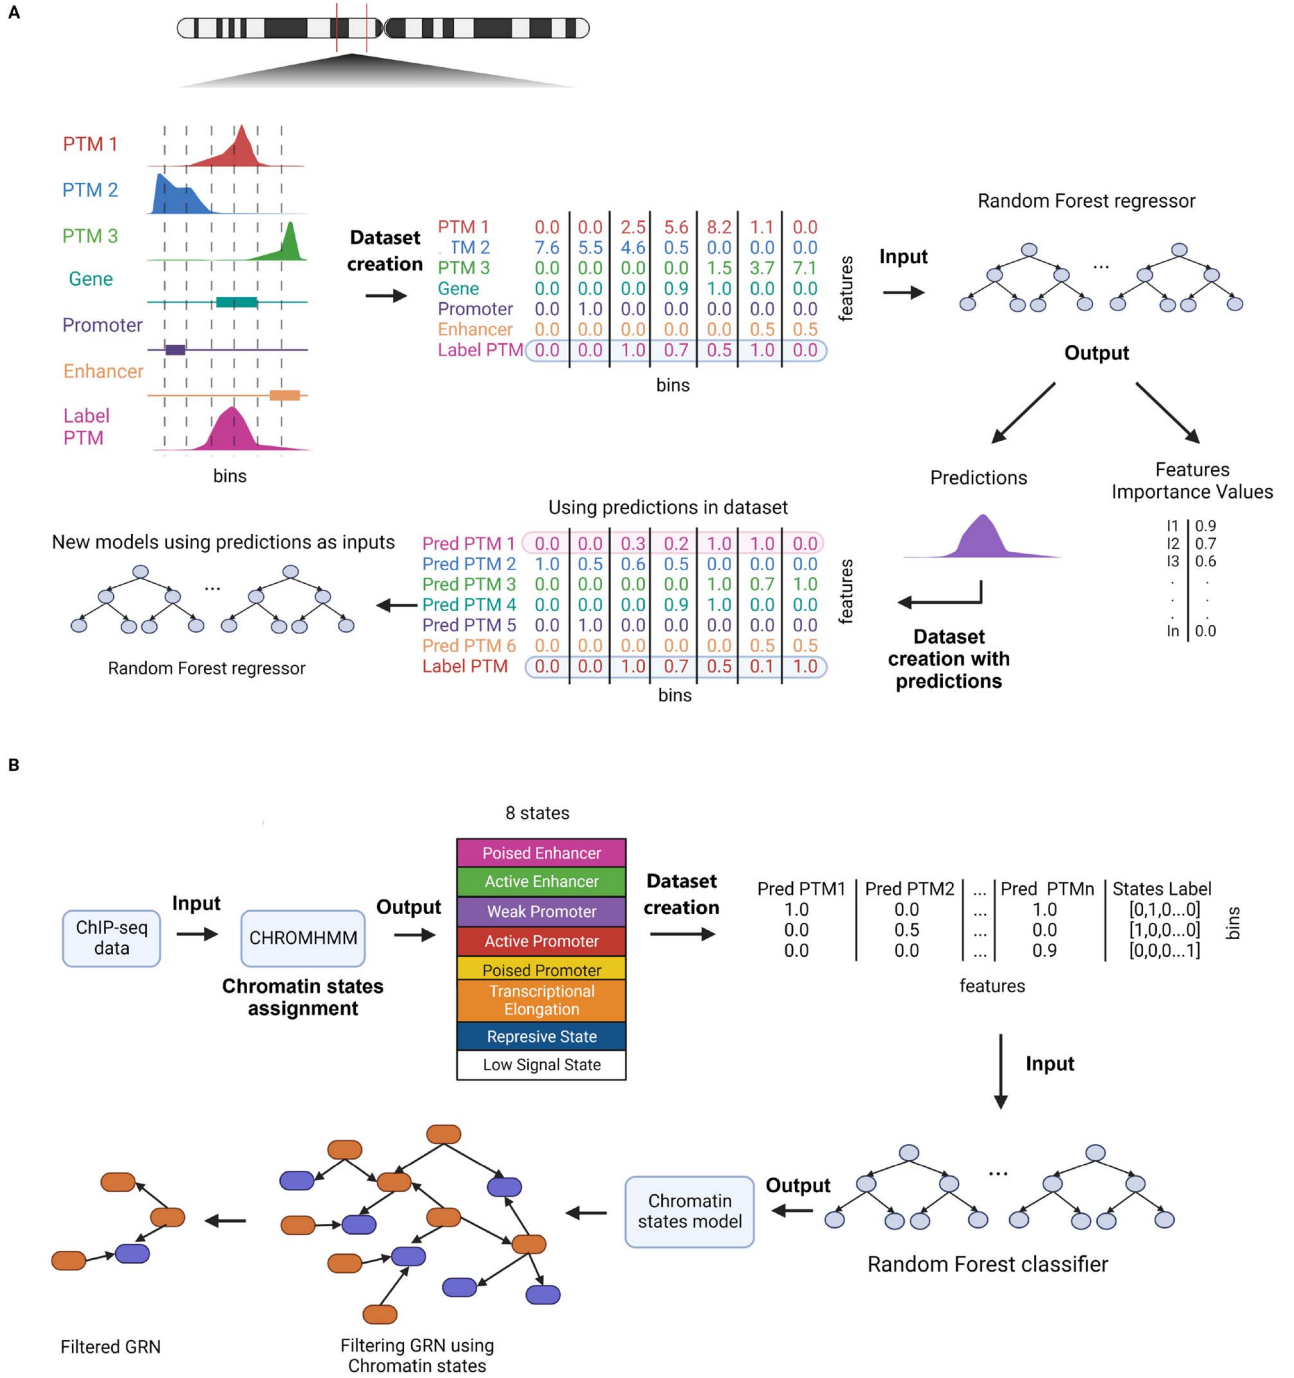 A
PTM 1
PTM 2
PTM 3
Gene
Promoter
Enhancer
Label
PTM
bins
Dataset
creation
PTM 1 0.0 0.0 2.5 5.6 8.2 1.1 0.0
. TM 2 7.6 5.5 4.6 0.5 0.0 0.0 0.0
PTM 3 0.0 0.0 0.0 0.0 1.5 3.7 7.1
Gene 0.0 0.0 0.0 0.9 1.0 0.0 0.0
Promoter 0.0 1.0 0.0 0.0 0.0 0.0 0.0
Enhancer 0.0 0.0 0.0 0.0 0.0 0.5 0.5
Label PTM 0.0 0.0 1.0 0.7 0.5 1.0 0.0
bins
features
Input
Random Forest regressor
...
Output
Predictions
Features
Importance Values
I1 0.9
I2 0.7
I3 0.6
. .
. .
. .
In 0.0
Dataset
creation with
predictions
Using predictions in dataset
Pred PTM 1 0.0 0.0 0.3 0.2 1.0 1.0 0.0
Pred PTM 2 1.0 0.5 0.6 0.5 0.0 0.0 0.0
Pred PTM 3 0.0 0.0 0.0 0.0 1.0 0.7 1.0
Pred PTM 4 0.0 0.0 0.0 0.9 1.0 0.0 0.0
Pred PTM 5 0.0 1.0 0.0 0.0 0.0 0.0 0.0
Pred PTM 6 0.0 0.0 0.0 0.0 0.0 0.5 0.5
Label PTM 0.0 0.0 1.0 0.7 0.5 0.1 1.0
bins
features
New models using predictions as inputs
...
Random Forest regressor
B
ChIP-seq
data
Input
CHROMHMM
Chromatin states
assignment
Output
8 states
Poised Enhancer
Active Enhancer
Weak Promoter
Active Promoter
Poised Promoter
Transcriptional
Elongation
Represive State
Low Signal State
Dataset
creation
Pred PTM1 Pred PTM2 ... Pred PTMn States Label
1.0 0.0 ... 1.0 [0,1,0...0]
0.0 0.5 ... 0.0 [1,0,0...0]
0.0 0.0 ... 0.9 [0,0,0...1]
features
bins
Input
...
Random Forest classifier
Output
Chromatin
states model
Filtering GRN using
Chromatin states
Filtered GRN